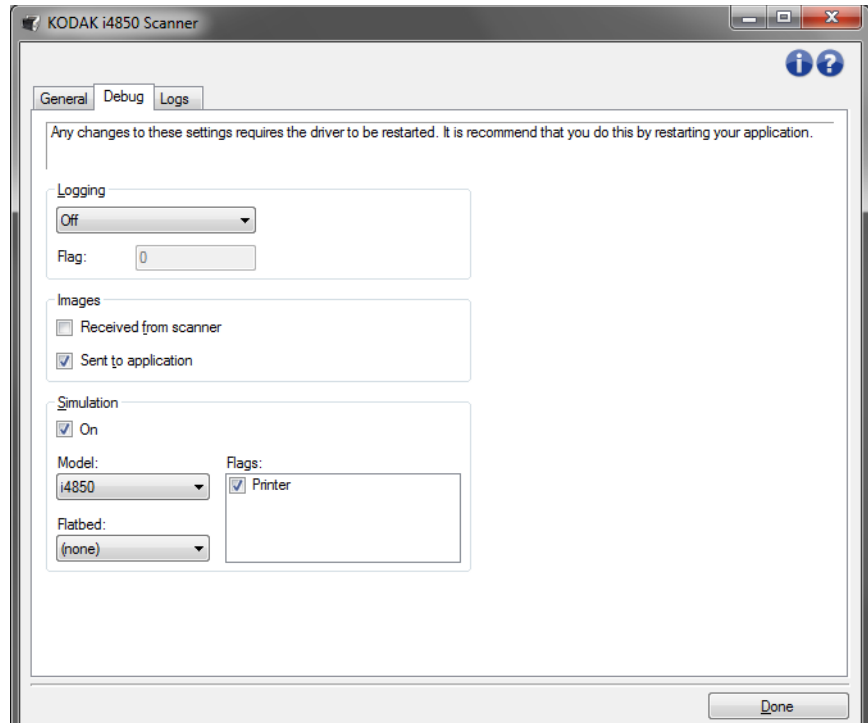 KODAK i4850 Scanner
General Debug Logs
Any changes to these settings requires the driver to be restarted. It is recommend that you do this by restarting your application.
Logging
Off
Flag: 0
Images
Received from scanner
Sent to application
Simulation
On
Model: Flags:
i4850 Printer
Flatbed:
(none)
Done